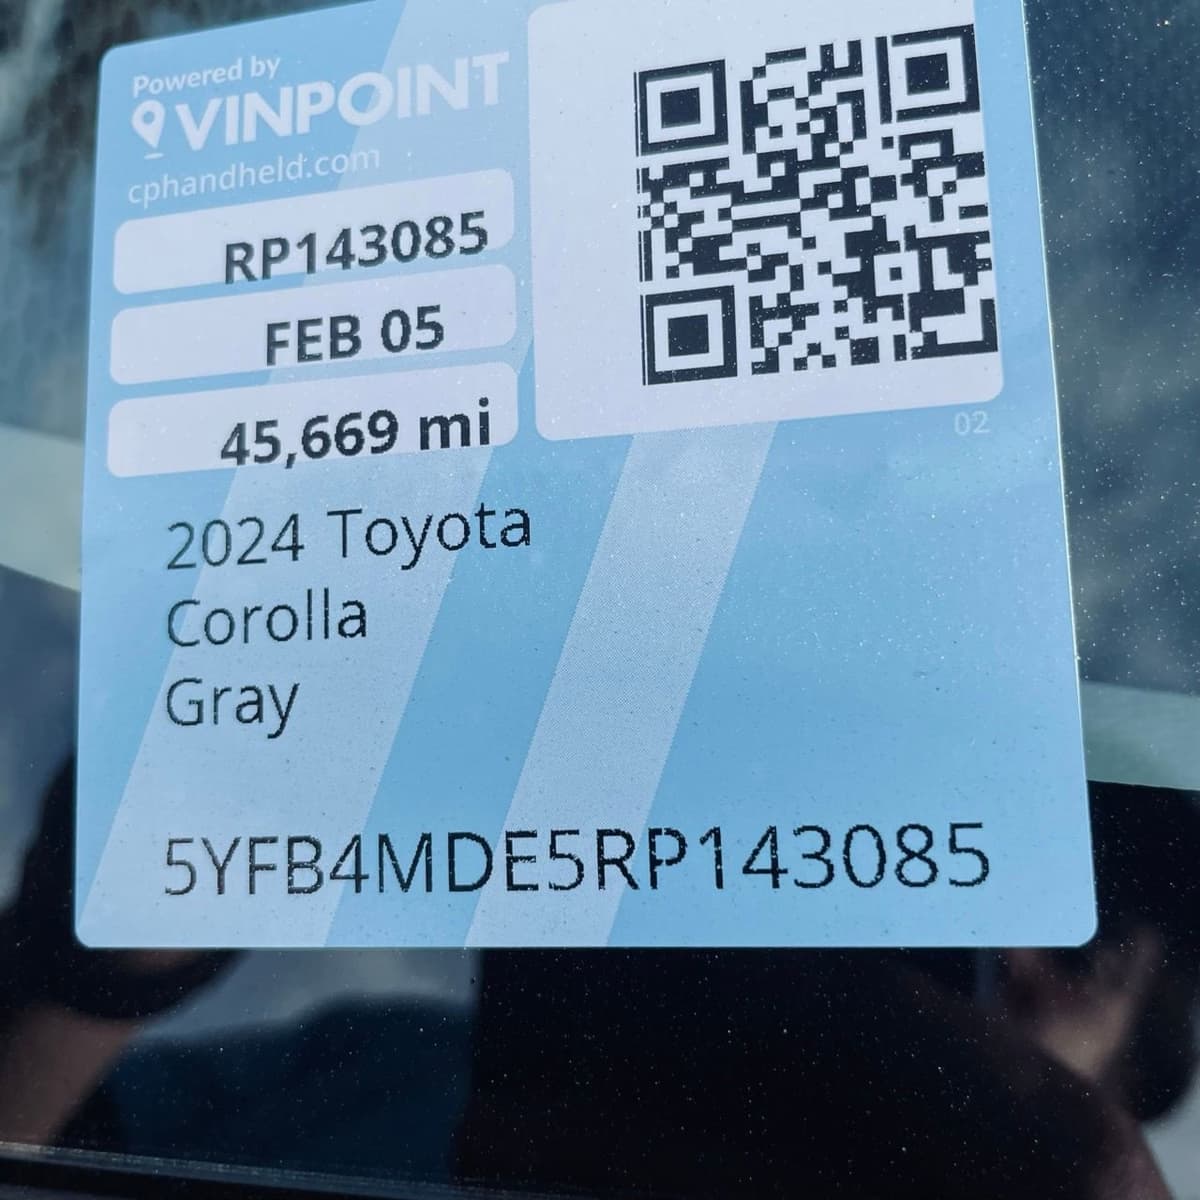 Powered by
VINPOINT
cphandheld.com
RP143085
FEB 05
45,669 mi
02
2024 Toyota
Corolla
Gray
5YFB4MDE5RP143085